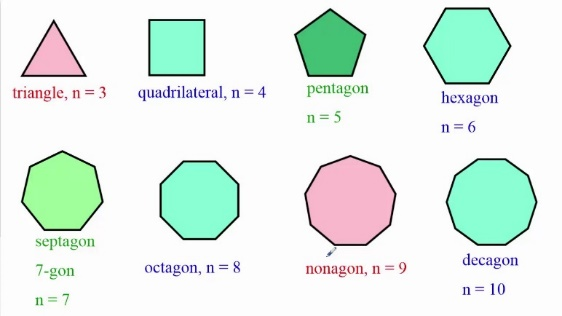 triangle, n = 3
quadrilateral, n = 4
pentagon
n = 5
hexagon
n = 6
septagon
7-gon
n = 7
octagon, n = 8
nonagon, n = 9
decagon
n = 10